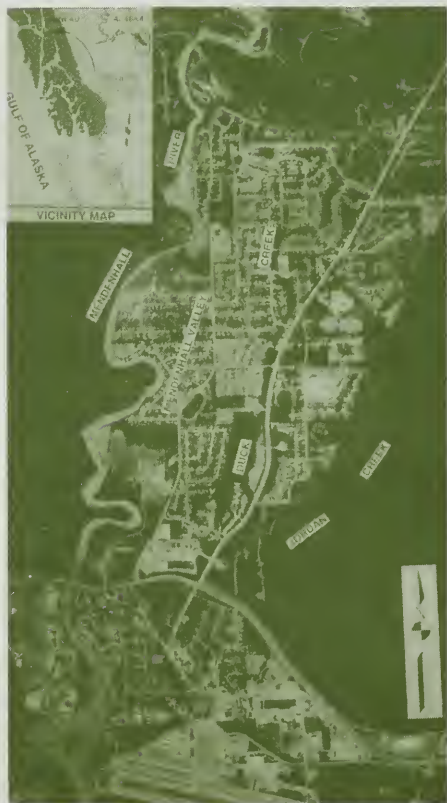 GULF OF ALASKA
VICINITY MAP
RIVER
MENDENHALL
CREEK
MENDENHALL VALLEY
DUCK
CREEK
JORDAN